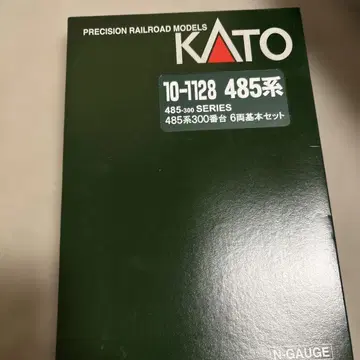 PRECISION RAILROAD MODELS
KATO
10-1128 485系
485-300 SERIES
485系300番台 6両基本セット
N-GAUGE